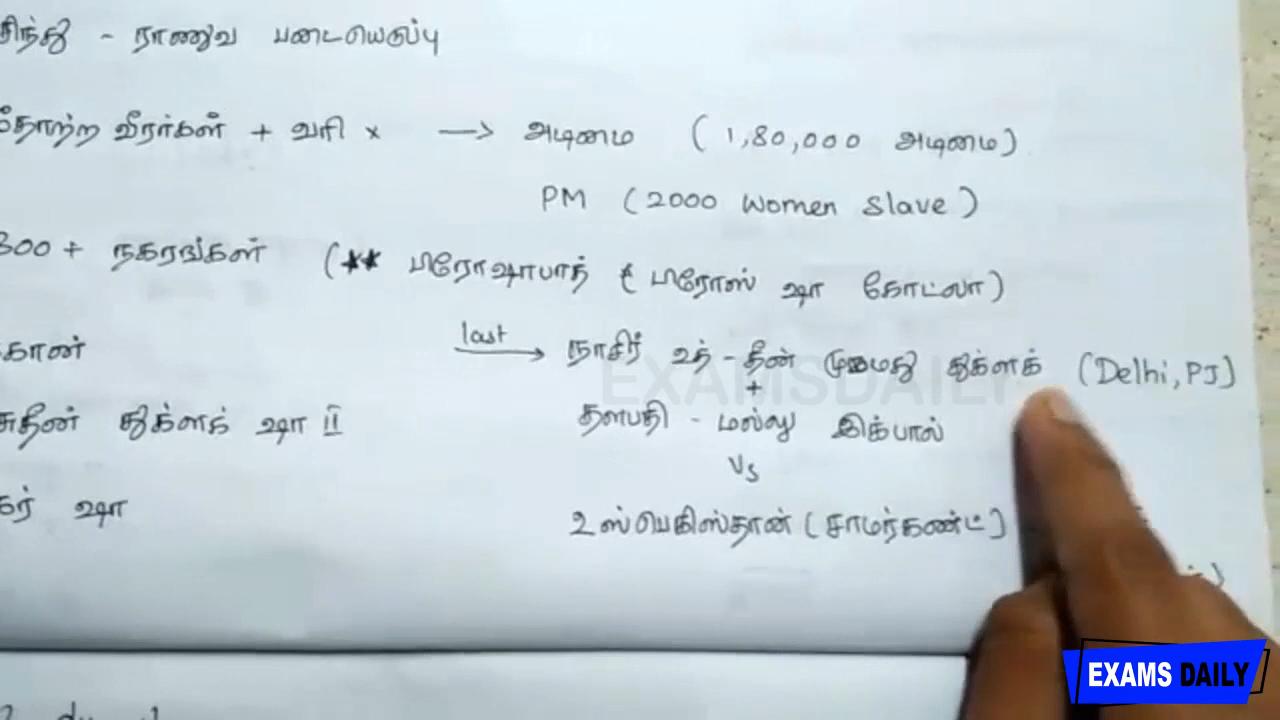 சிந்து - ராணுவ படையெடுப்பு
தோற்ற வீரர்கள் + வரி x → அடிமை (1,80,000 அடிமை)
PM (2000 women slave)
300 + நகரங்கள் (** பிரோஷாபாத் & பிரோஸ் ஷா கோட்லா)
கான் last → நாசிர் உத் - தீன் முகமது துக்ளக் (Delhi, PJ)
+
சுதீன் துக்ளக் ஷா II தளபதி - மல்லு இக்பால்
Vs
கர் ஷா உஸ்பெகிஸ்தான் (சாமர்கண்ட்)
EXAMSDAILY
EXAMS DAILY